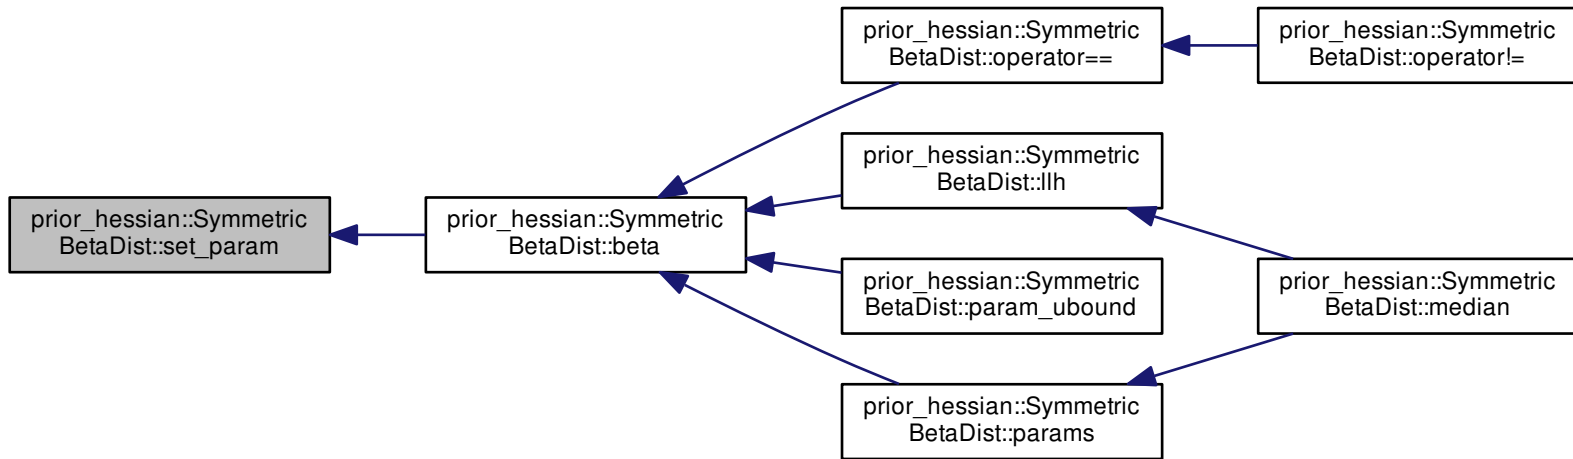 prior_hessian::Symmetric
BetaDist::set_param
prior_hessian::Symmetric
BetaDist::beta
prior_hessian::Symmetric
BetaDist::operator==
prior_hessian::Symmetric
BetaDist::operator!=
prior_hessian::Symmetric
BetaDist::llh
prior_hessian::Symmetric
BetaDist::param_ubound
prior_hessian::Symmetric
BetaDist::median
prior_hessian::Symmetric
BetaDist::params